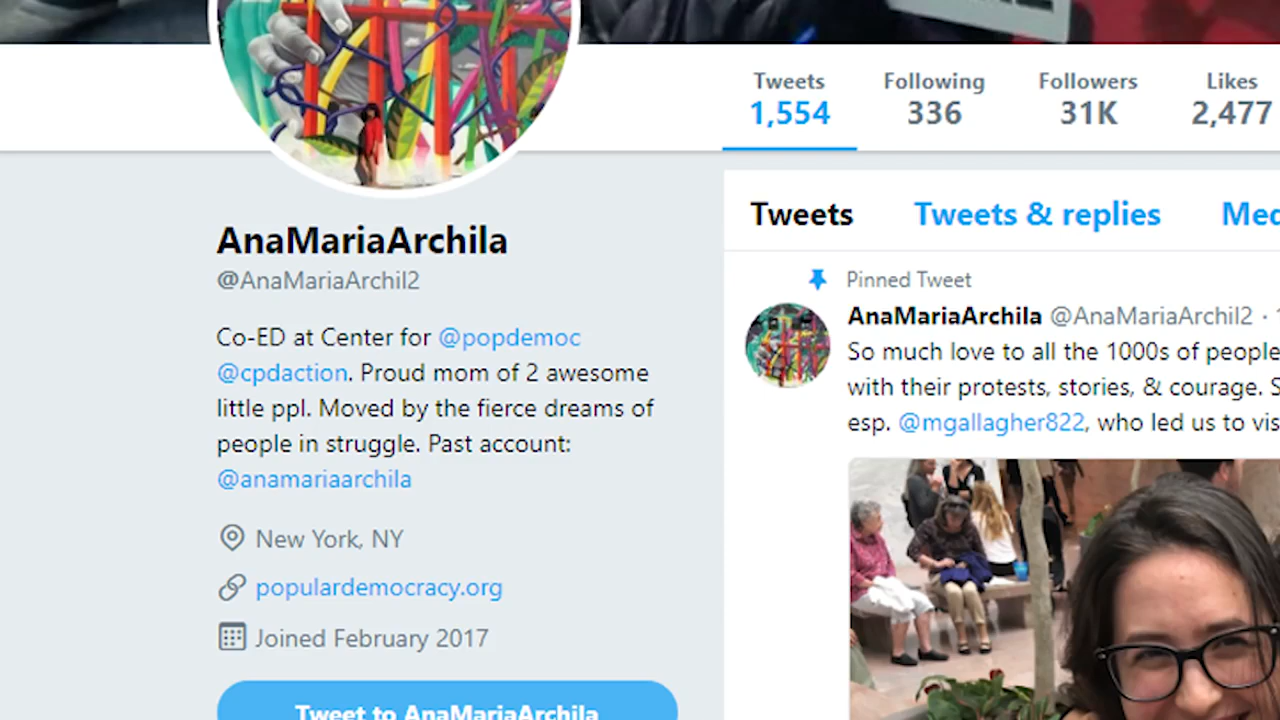 Tweets Following Followers Likes
1,554 336 31K 2,477
Tweets Tweets & replies
AnaMariaArchila
@AnaMariaArchil2
Co-ED at Center for @popdemoc
@cpdaction. Proud mom of 2 awesome
little ppl. Moved by the fierce dreams of
people in struggle. Past account:
@anamariaarchila
New York, NY
populardemocracy.org
Joined February 2017
Tweet to AnaMariaArchila
Pinned Tweet
AnaMariaArchila @AnaMariaArchil2 ·
So much love to all the 1000s of people
with their protests, stories, & courage.
esp. @mgallagher822, who led us to